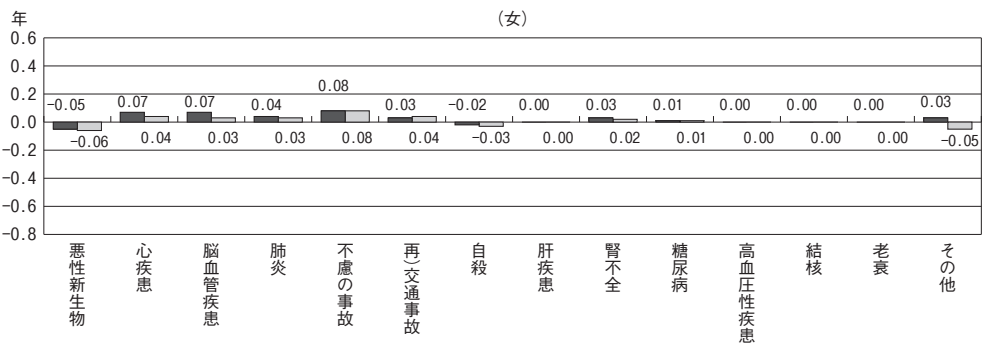 年
(女)
0.6
0.4
0.2
0.0
−0.2
−0.4
−0.6
−0.8
−0.05 0.07 0.07 0.04 0.08 0.03 −0.02 0.00 0.03 0.01 0.00 0.00 0.00 0.03
−0.06 0.04 0.03 0.03 0.08 0.04 −0.03 0.00 0.02 0.01 0.00 0.00 0.00 −0.05
悪性新生物
心疾患
脳血管疾患
肺炎
不慮の事故
再)交通事故
自殺
肝疾患
腎不全
糖尿病
高血圧性疾患
結核
老衰
その他